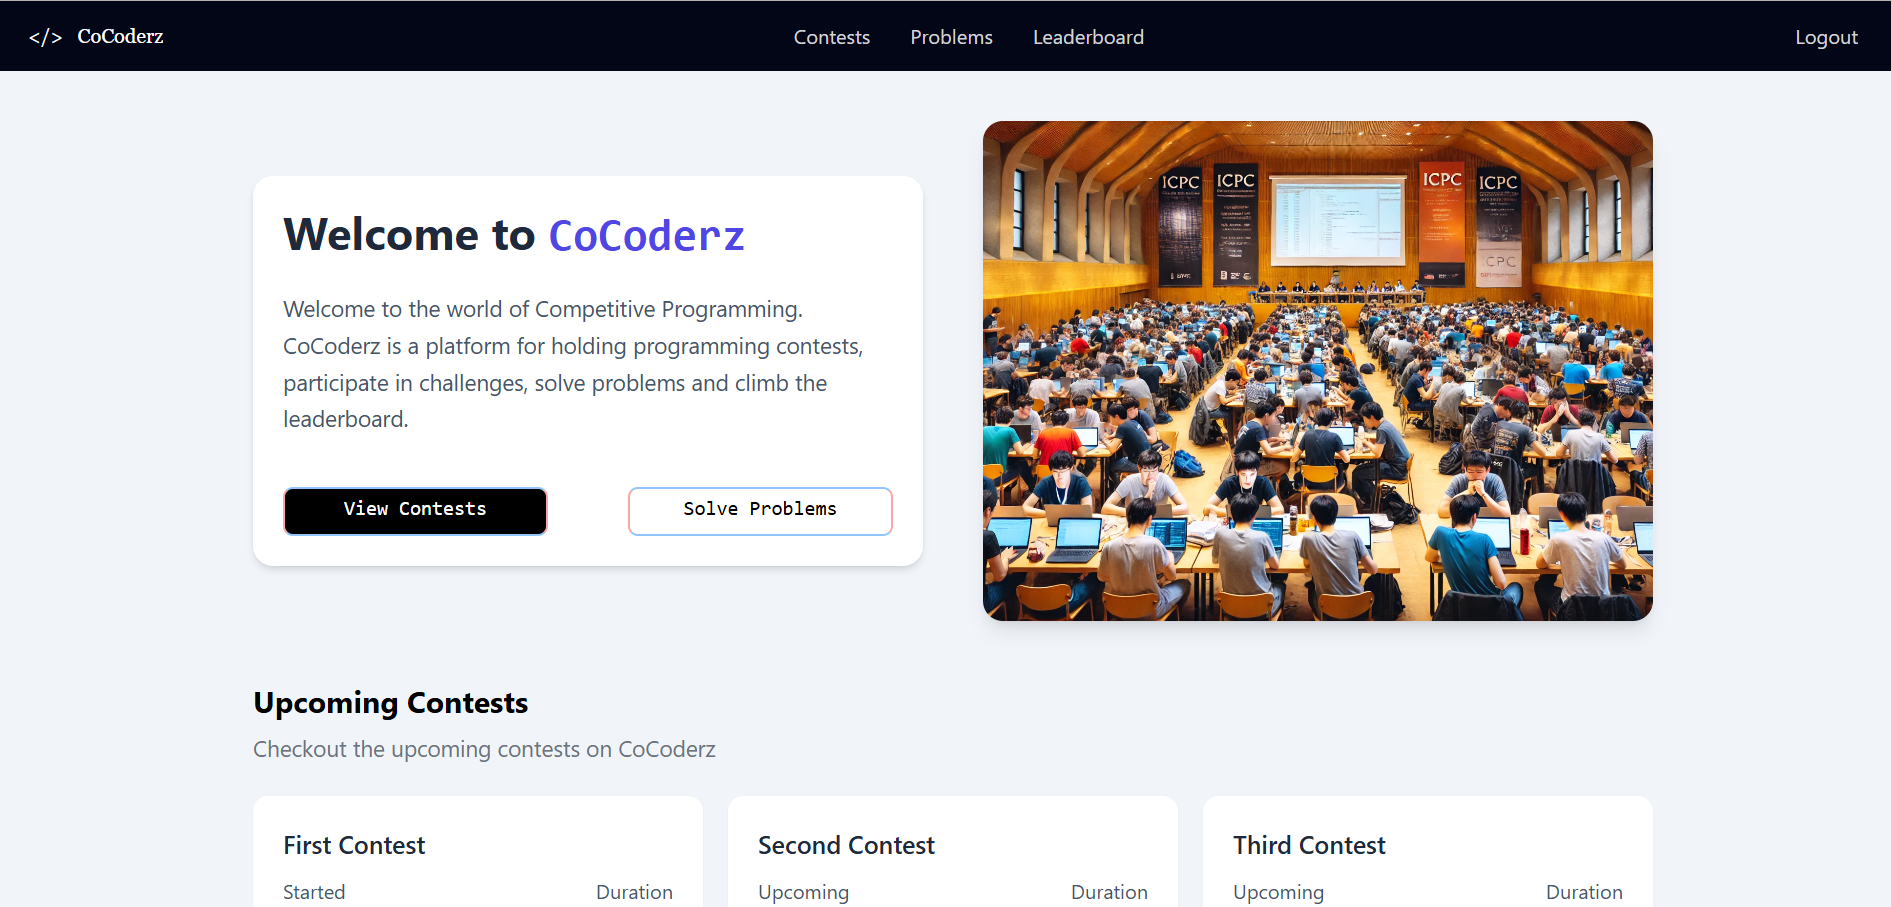 </> CoCoderz
Contests Problems Leaderboard
Logout
ICPC
ICPC
ICPC
ICPC
CPC
Welcome to CoCoderz
Welcome to the world of Competitive Programming.
CoCoderz is a platform for holding programming contests,
participate in challenges, solve problems and climb the
leaderboard.
View Contests
Solve Problems
Upcoming Contests
Checkout the upcoming contests on CoCoderz
First Contest
Started Duration
Second Contest
Upcoming Duration
Third Contest
Upcoming Duration